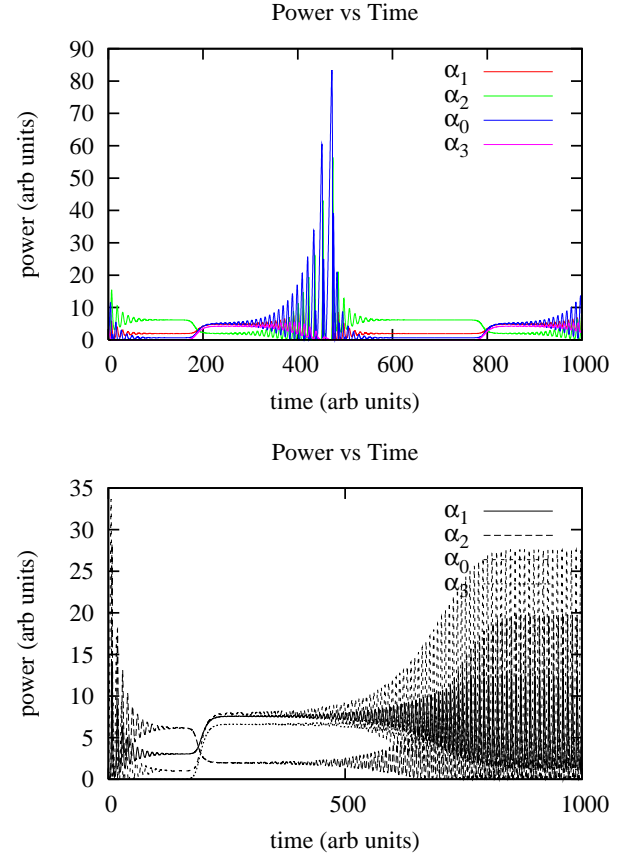 Power vs Time
90
80
70
60
50
40
30
20
10
0
power (arb units)
α1
α2
α0
α3
0 200 400 600 800 1000
time (arb units)
Power vs Time
35
30
25
20
15
10
5
0
power (arb units)
α1
α2
α0
α3
0 500 1000
time (arb units)